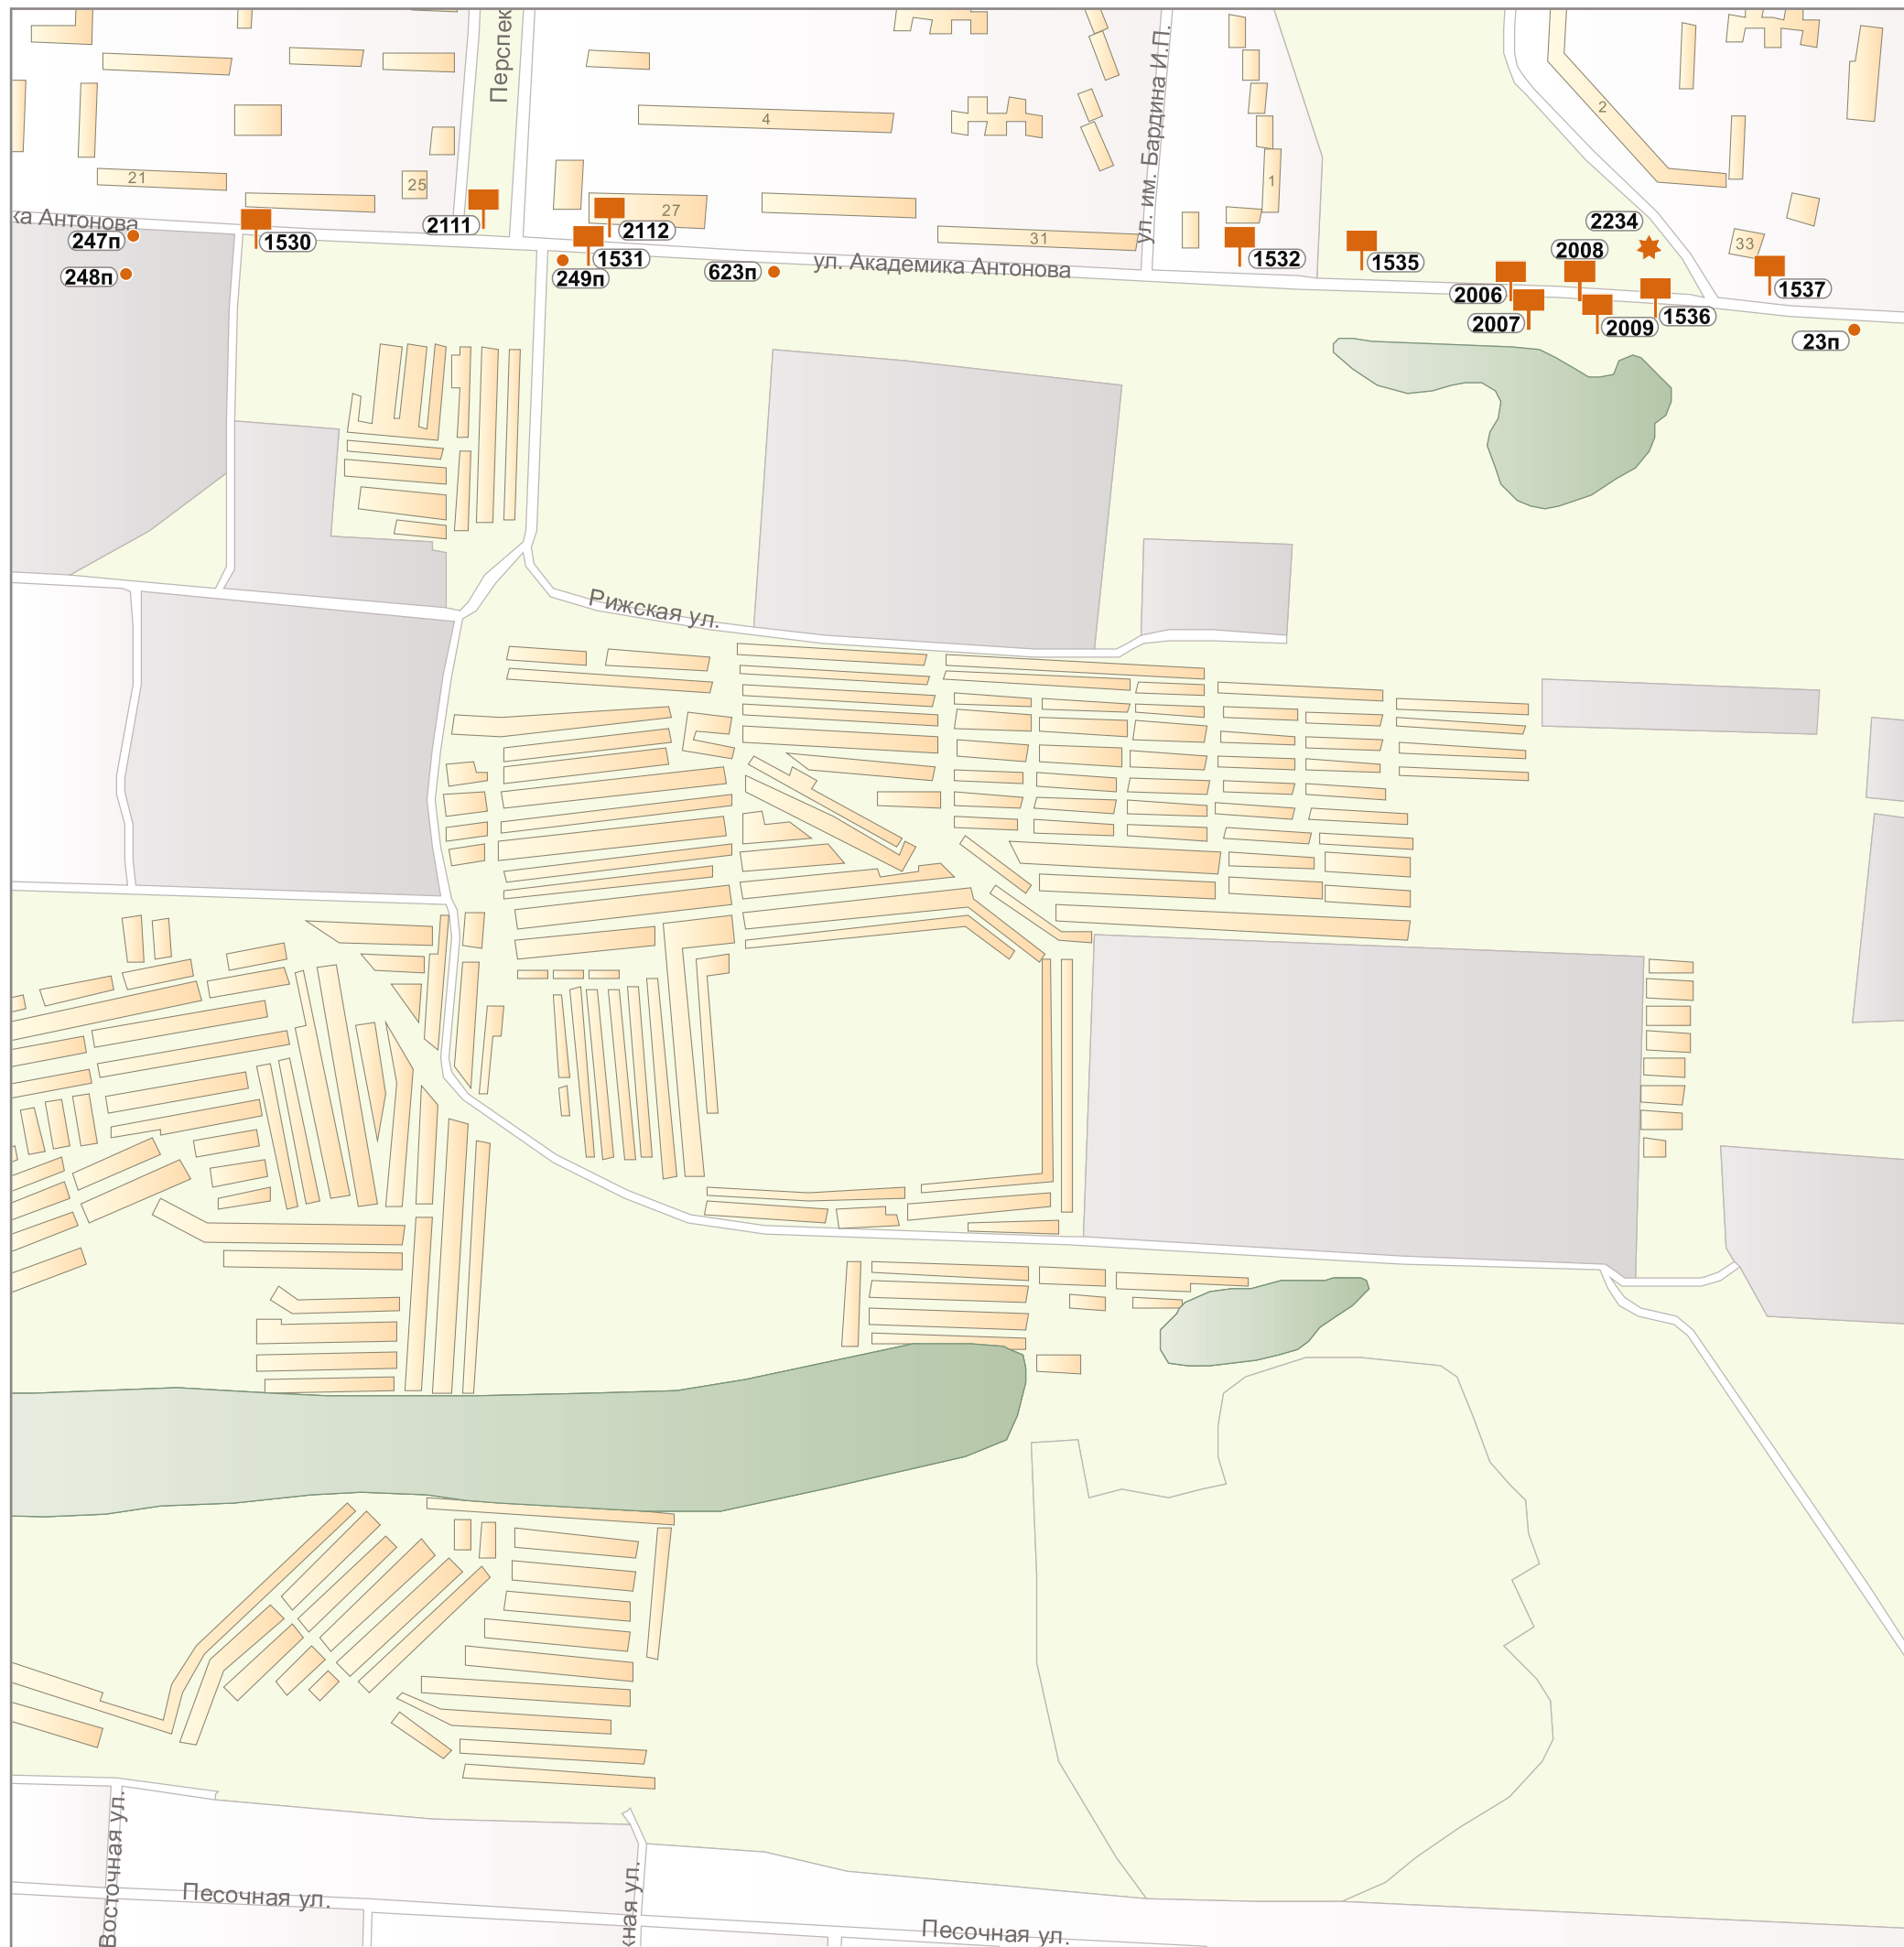 Перспек
ул. им. Бардина И.П.
2
4
21
25
1
27
31
33
ка Антонова
ул. Академика Антонова
247п
248п
1530
2111
2112
1531
249п
623п
1532
1535
2234
2008
2006
2007
2009
1536
1537
23п
Рижская ул.
Восточная ул.
Песочная ул.
жная ул.
Песочная ул.